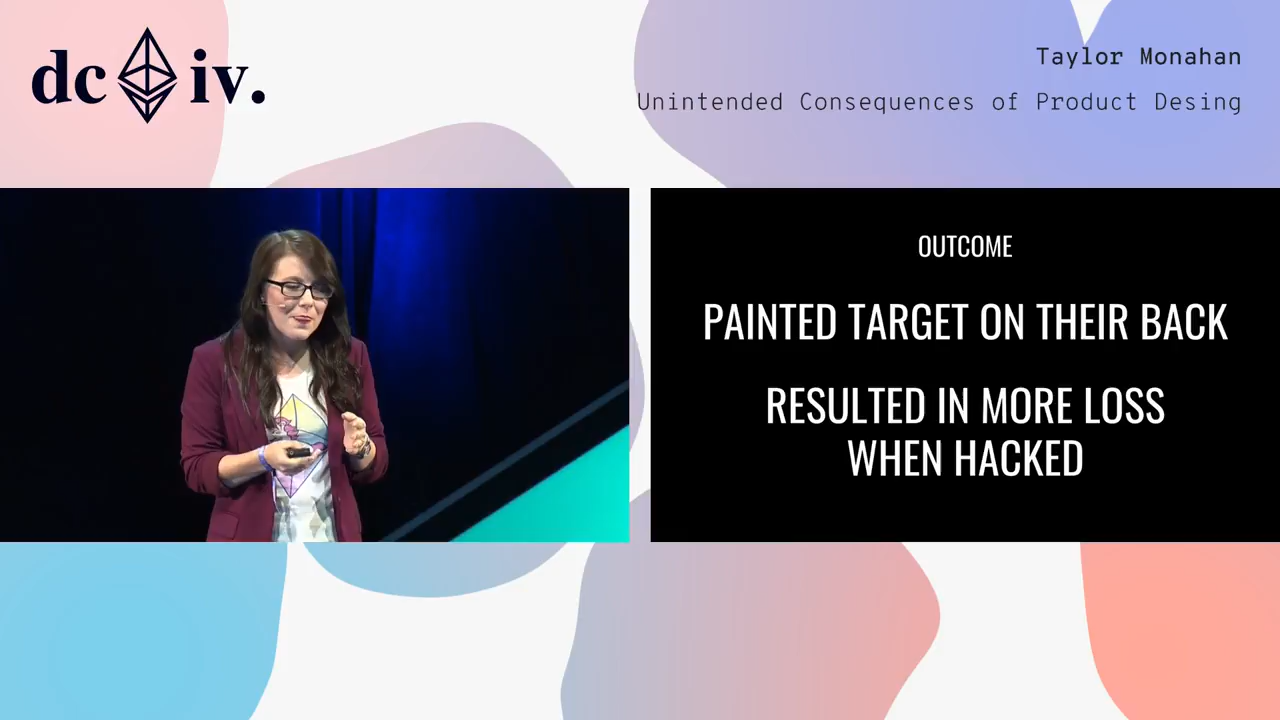 dc iv.
Taylor Monahan
Unintended Consequences of Product Desing
OUTCOME
PAINTED TARGET ON THEIR BACK
RESULTED IN MORE LOSS
WHEN HACKED